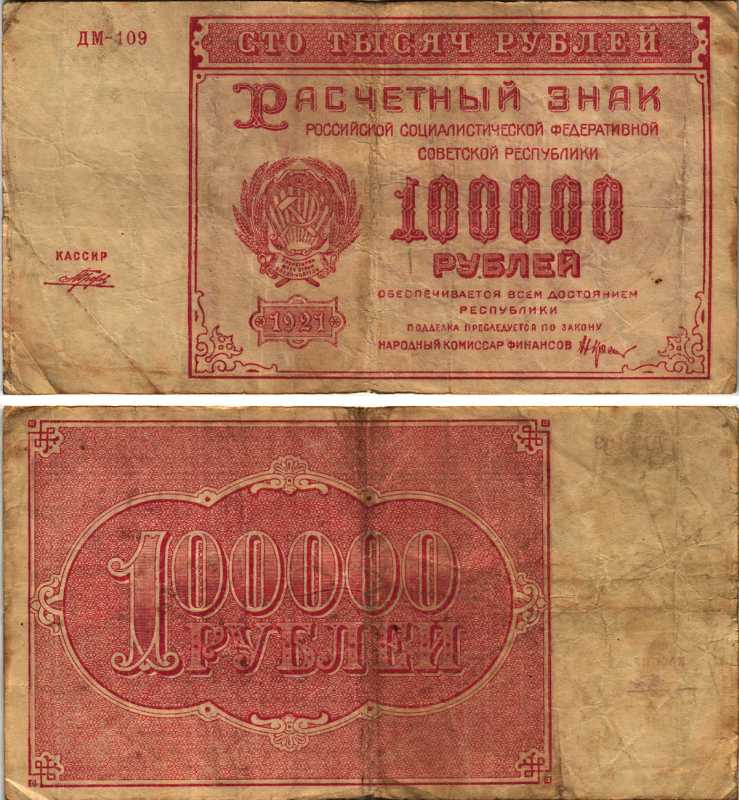 ДМ-109
СТО ТЫСЯЧ РУБЛЕЙ
РАСЧЕТНЫЙ ЗНАК
РОССИЙСКОЙ СОЦИАЛИСТИЧЕСКОЙ ФЕДЕРАТИВНОЙ
СОВЕТСКОЙ РЕСПУБЛИКИ
100000
РУБЛЕЙ
КАССИР
1921
ОБЕСПЕЧИВАЕТСЯ ВСЕМ ДОСТОЯНИЕМ
РЕСПУБЛИКИ
ПОДДЕЛКА ПРЕСЛЕДУЕТСЯ ПО ЗАКОНУ
НАРОДНЫЙ КОМИССАР ФИНАНСОВ
100000
РУБЛЕЙ